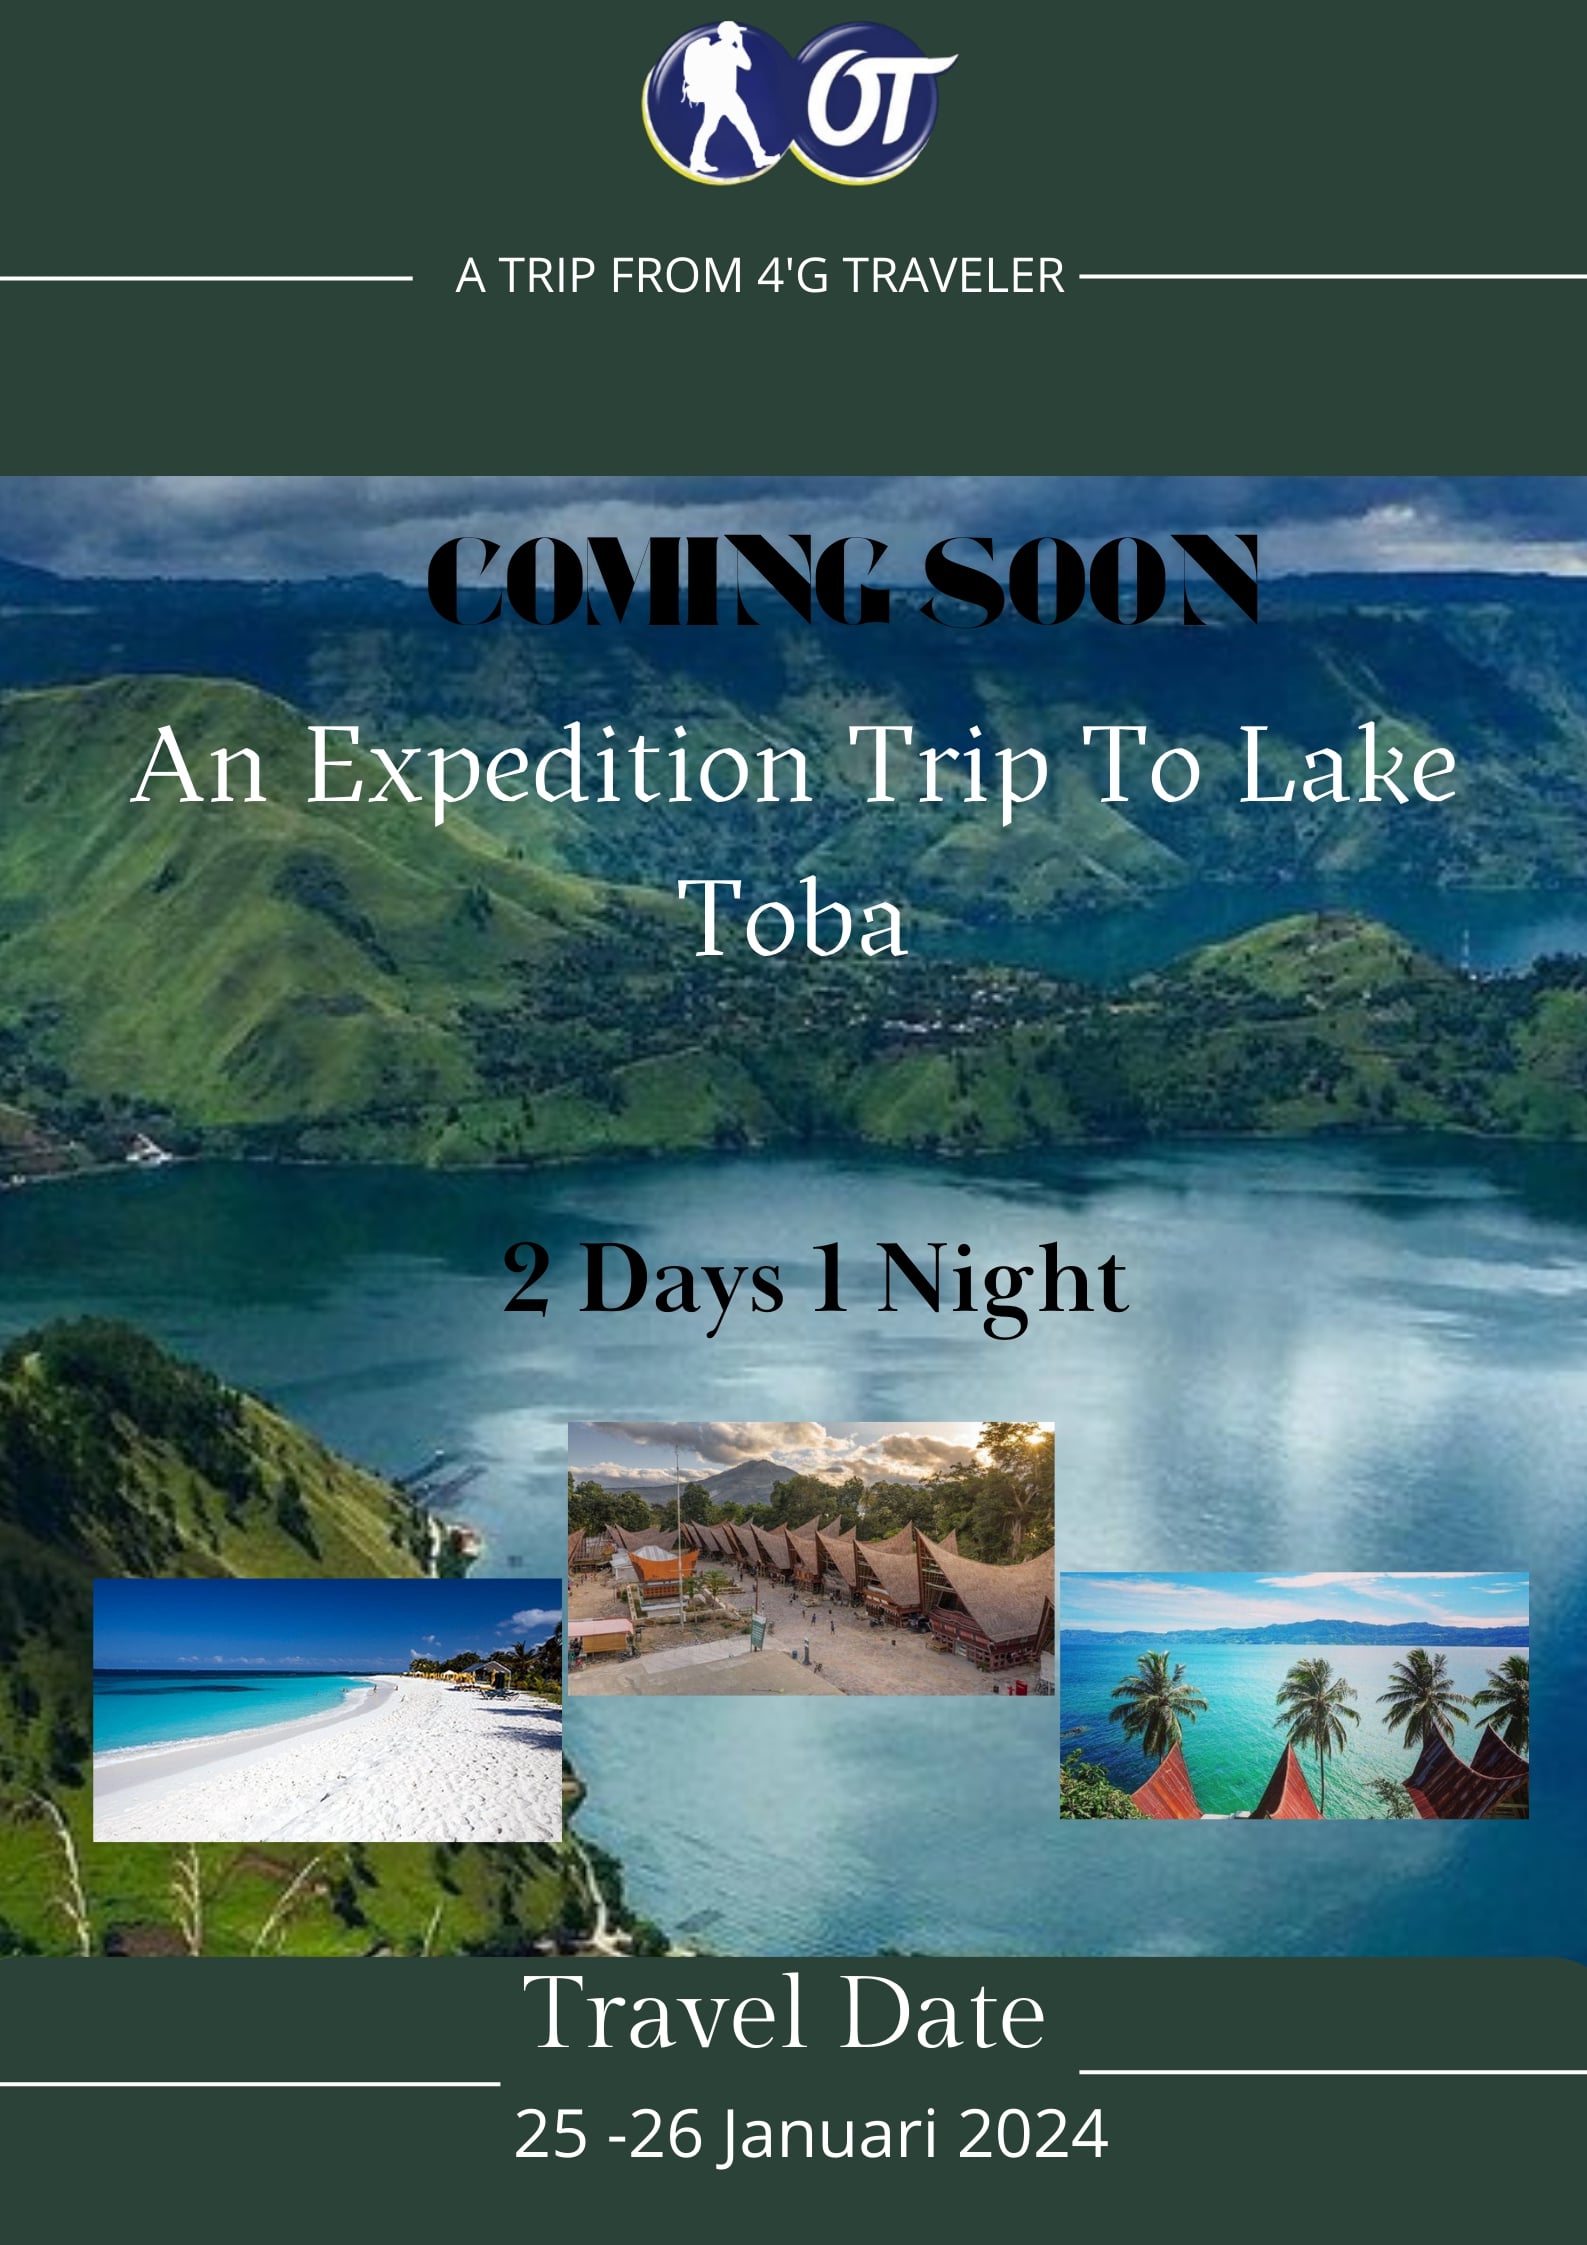 OT
A TRIP FROM 4'G TRAVELER
COMING SOON
An Expedition Trip To Lake
Toba
2 Days 1 Night
Travel Date
25 -26 Januari 2024